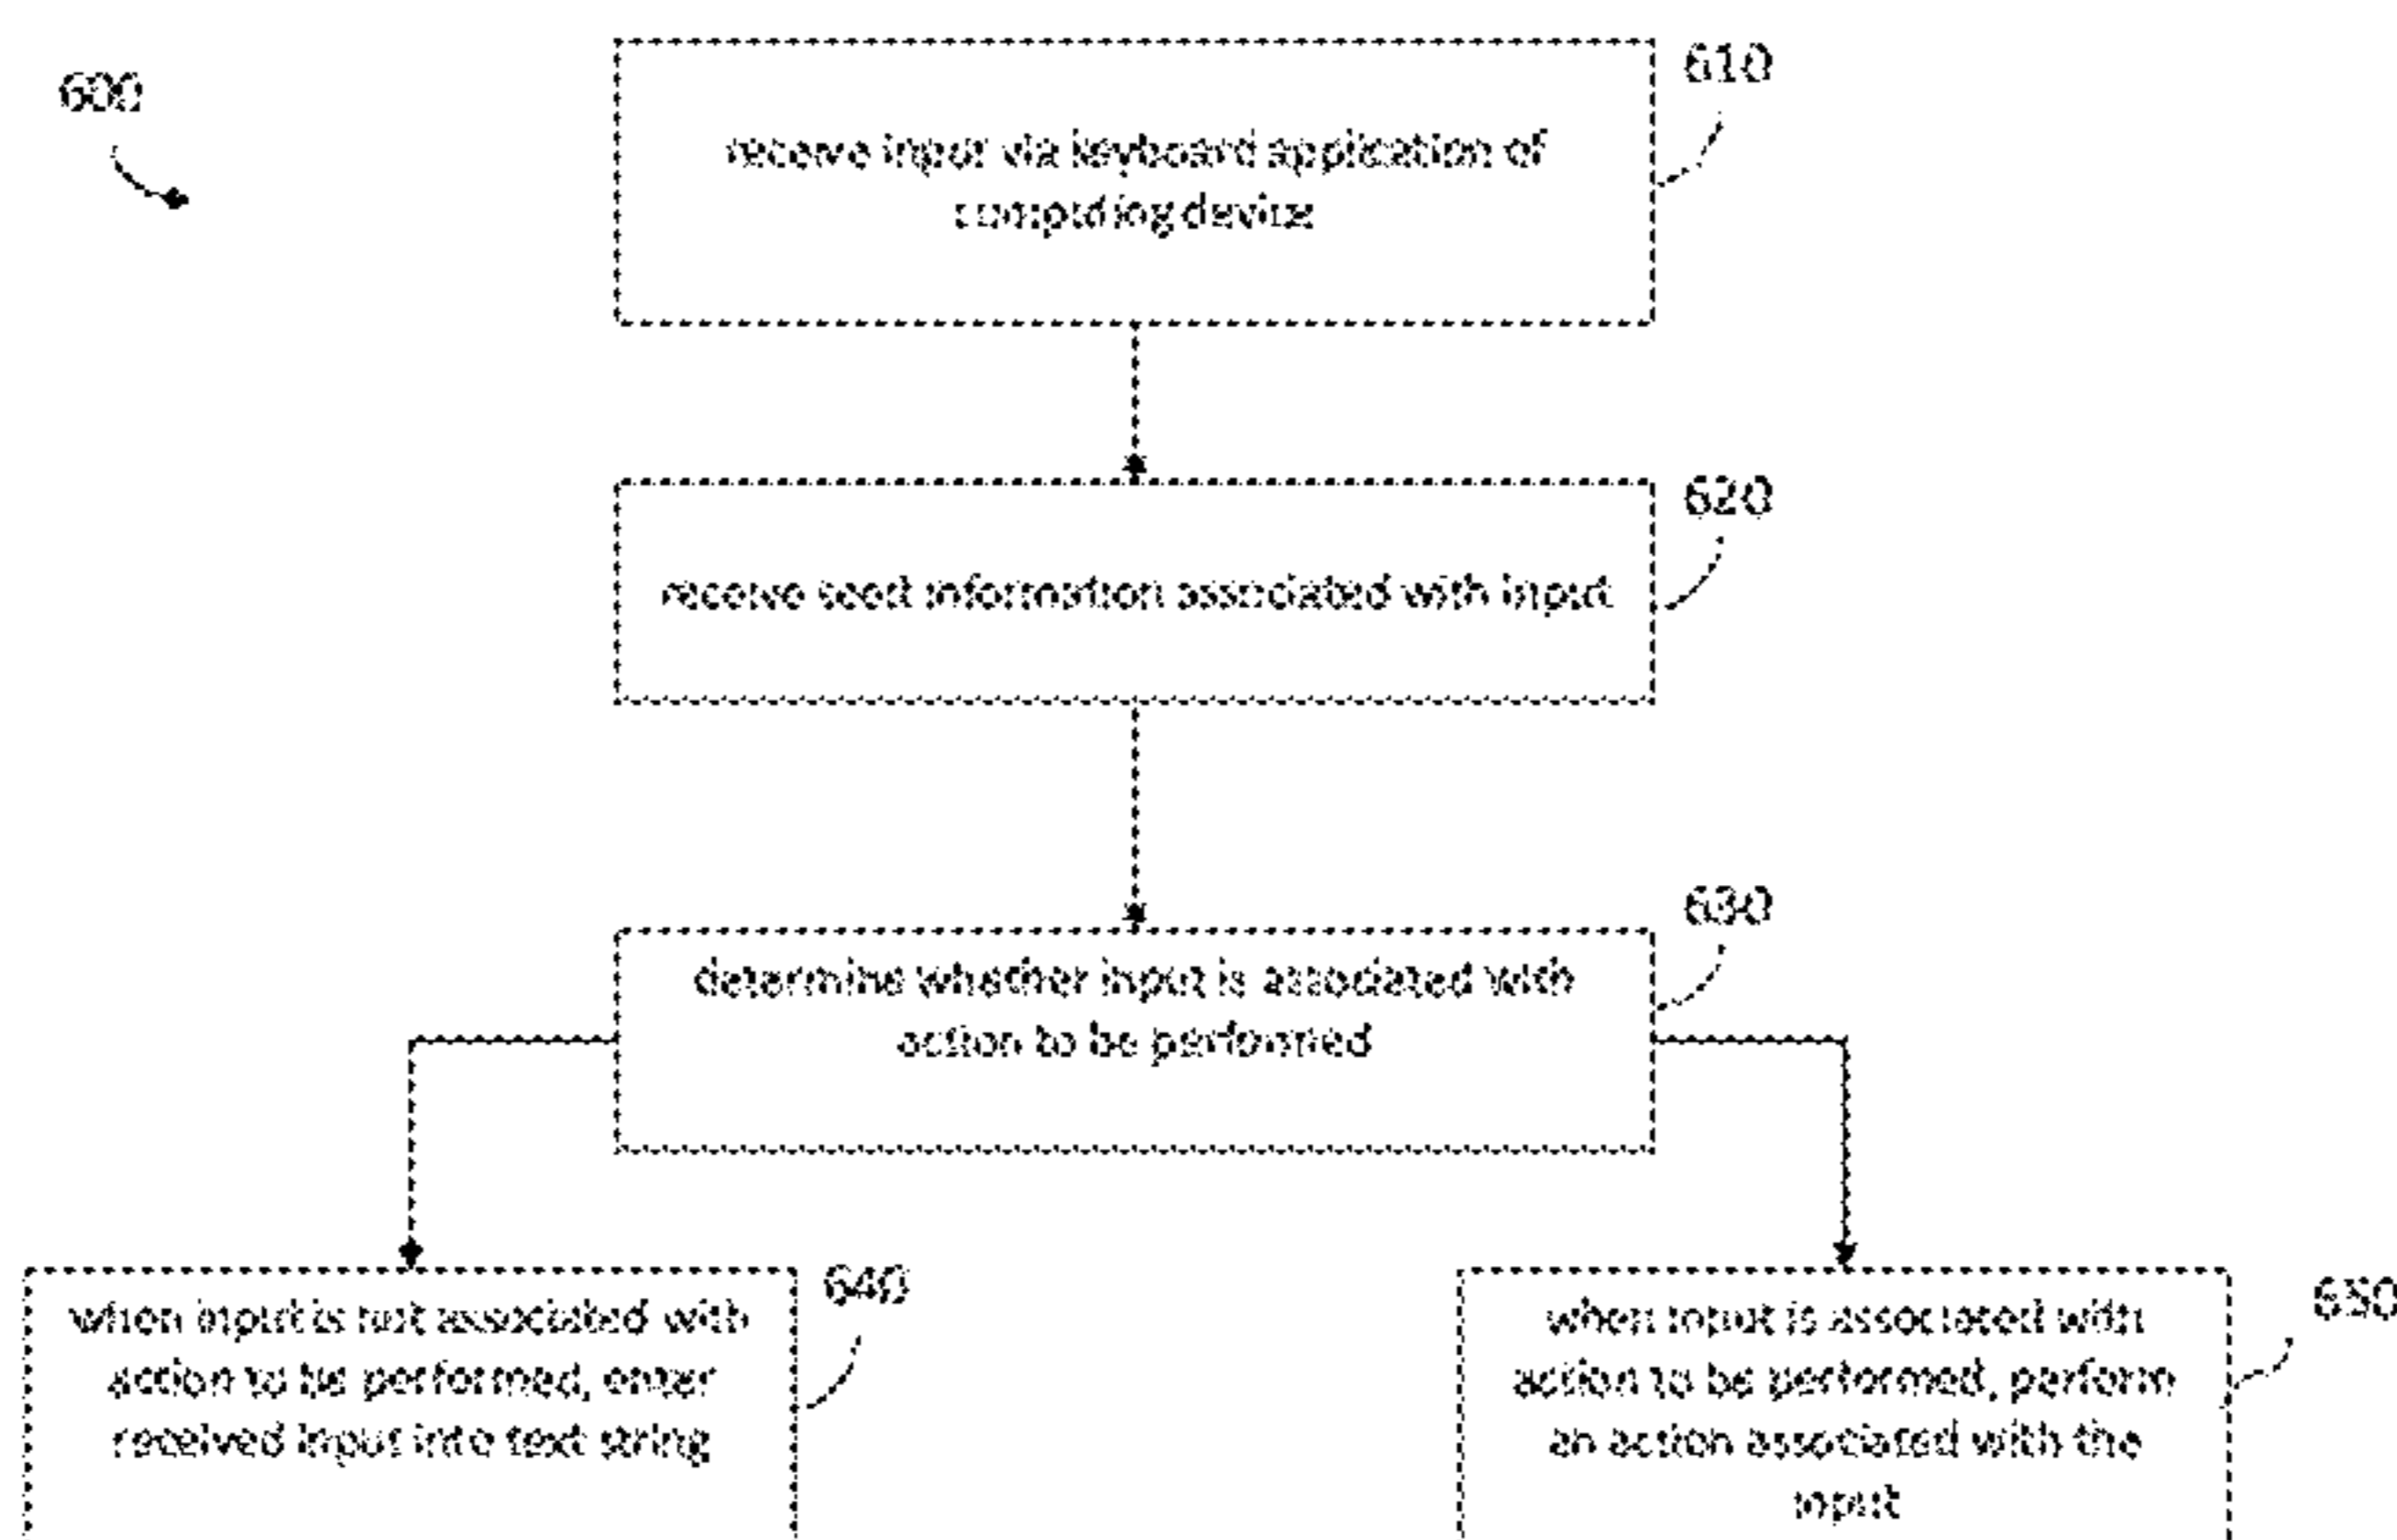 600
610
receive input via keyboard application of
computing device
620
receive seed information associated with input
630
determine whether input is associated with
action to be performed
640
when input is not associated with
action to be performed, enter
received input into text string
650
when input is associated with
action to be performed, perform
an action associated with the
input